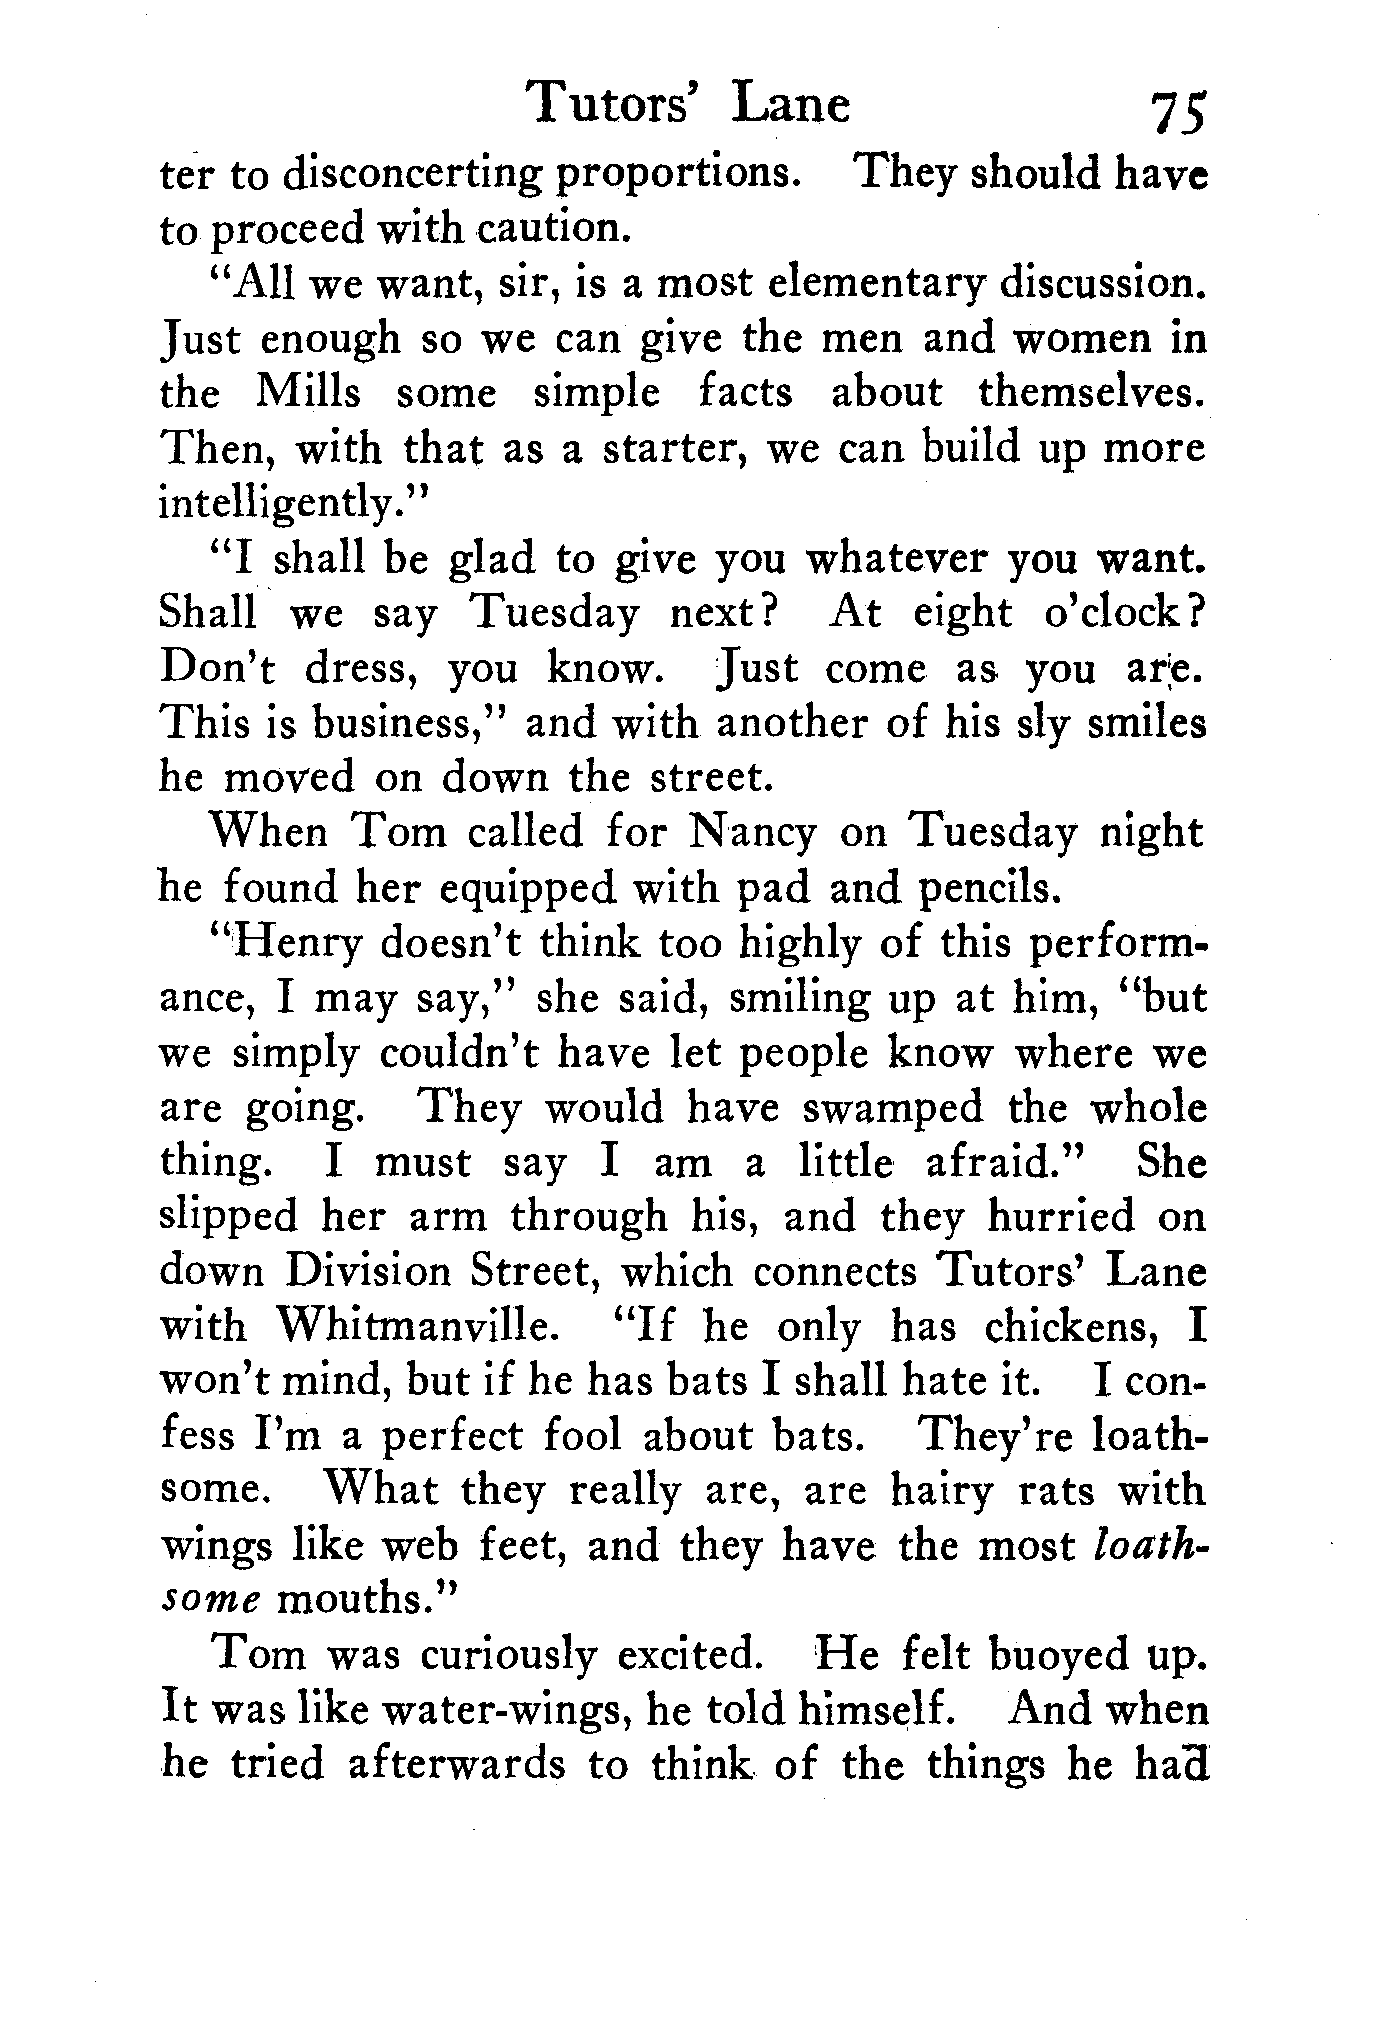 Tutors' Lane 75
ter to disconcerting proportions. They should have
to proceed with caution.
"All we want, sir, is a most elementary discussion.
Just enough so we can give the men and women in
the Mills some simple facts about themselves.
Then, with that as a starter, we can build up more
intelligently."
"I shall be glad to give you whatever you want.
Shall we say Tuesday next? At eight o'clock?
Don't dress, you know. Just come as you are.
This is business," and with another of his sly smiles
he moved on down the street.
When Tom called for Nancy on Tuesday night
he found her equipped with pad and pencils.
"Henry doesn't think too highly of this perform-
ance, I may say," she said, smiling up at him, "but
we simply couldn't have let people know where we
are going. They would have swamped the whole
thing. I must say I am a little afraid." She
slipped her arm through his, and they hurried on
down Division Street, which connects Tutors' Lane
with Whitmanville. "If he only has chickens, I
won't mind, but if he has bats I shall hate it. I con-
fess I'm a perfect fool about bats. They're loath-
some. What they really are, are hairy rats with
wings like web feet, and they have the most loath-
some mouths."
Tom was curiously excited. He felt buoyed up.
It was like water-wings, he told himself. And when
he tried afterwards to think of the things he had